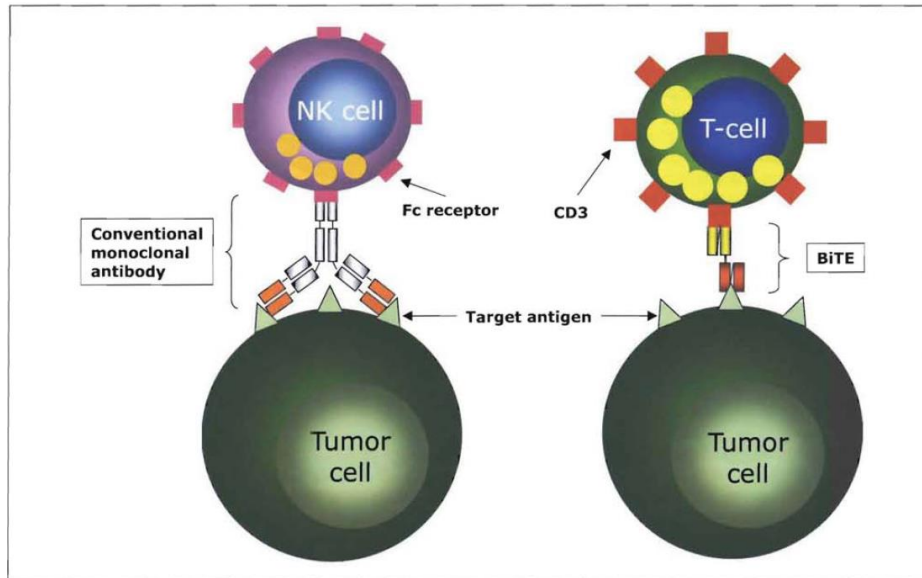 NK cell
T-cell
Fc receptor
CD3
Conventional
monoclonal
antibody
BiTE
Target antigen
Tumor
cell
Tumor
cell